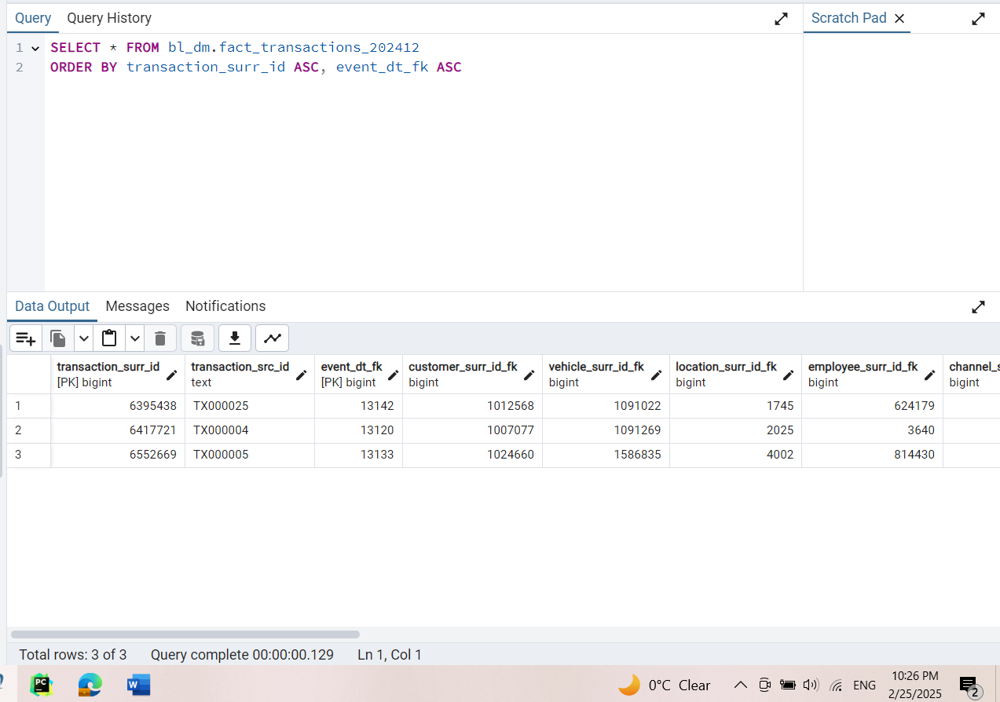 Query Query History Scratch Pad
1 SELECT * FROM bl_dm.fact_transactions_202412
2 ORDER BY transaction_surr_id ASC, event_dt_fk ASC
Data Output Messages Notifications
transaction_surr_id transaction_src_id event_dt_fk customer_surr_id_fk vehicle_surr_id_fk location_surr_id_fk employee_surr_id_fk channel_s
[PK] bigint text [PK] bigint bigint bigint bigint bigint bigint
1 6395438 TX000025 13142 1012568 1091022 1745 624179
2 6417721 TX000004 13120 1007077 1091269 2025 3640
3 6552669 TX000005 13133 1024660 1586835 4002 814430
Total rows: 3 of 3 Query complete 00:00:00.129 Ln 1, Col 1
PC W 0°C Clear ENG 10:26 PM
2/25/2025 2